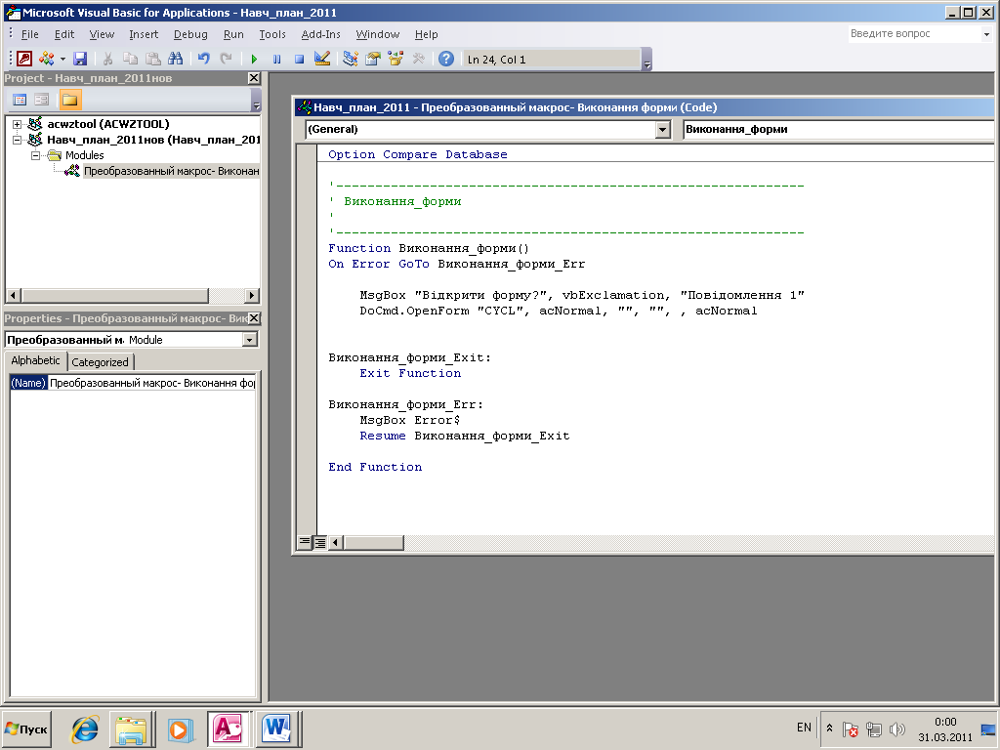 Microsoft Visual Basic for Applications - Навч_план_2011
File Edit View Insert Debug Run Tools Add-Ins Window Help
Введите вопрос
Ln 24, Col 1
Project - Навч_план_2011нов
acwztool (ACWZTOOL)
Навч_план_2011нов (Навч_план_201
Modules
Преобразованный макрос- Виконан
Properties - Преобразованный макрос- Вик
Преобразованный м. Module
Alphabetic Categorized
(Name) Преобразованный макрос- Виконання фор
Навч_план_2011 - Преобразованный макрос- Виконання форми (Code)
(General) Виконання_форми
Option Compare Database
'------------------------------------------------------------
' Виконання_форми
'
'------------------------------------------------------------
Function Виконання_форми()
On Error GoTo Виконання_форми_Err
MsgBox "Відкрити форму?", vbExclamation, "Повідомлення 1"
DoCmd.OpenForm "CYCL", acNormal, "", "", , acNormal
Виконання_форми_Exit:
Exit Function
Виконання_форми_Err:
MsgBox Error$
Resume Виконання_форми_Exit
End Function
Пуск
EN
0:00
31.03.2011